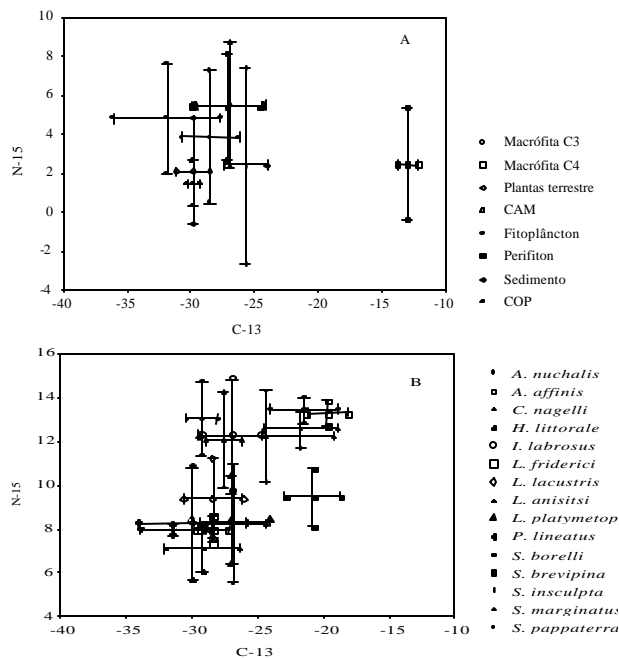 10
A
8
6
4
2
0
-2
-4
N-15
-40
-35
-30
-25
-20
-15
-10
C-13
Macrófita C3
Macrófita C4
Plantas terrestre
CAM
Fitoplâncton
Perifiton
Sedimento
COP
16
B
14
12
10
8
6
4
N-15
-40
-35
-30
-25
-20
-15
-10
C-13
A. nuchalis
A. affinis
C. nagelli
H. littorale
I. labrosus
L. friderici
L. lacustris
L. anisitsi
L. platymetop
P. lineatus
S. borelli
S. brevipina
S. insculpta
S. marginatus
S. pappaterra